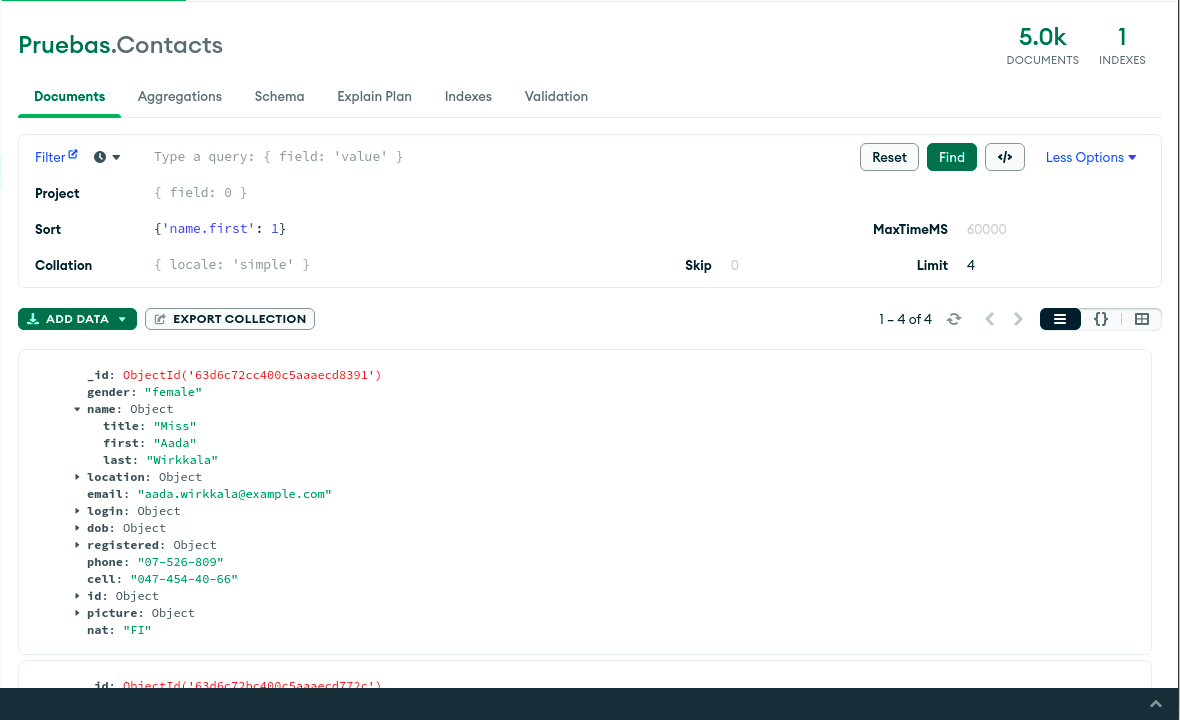 Pruebas.Contacts
5.0k
DOCUMENTS
1
INDEXES
Documents Aggregations Schema Explain Plan Indexes Validation
Filter Type a query: { field: 'value' } Reset Find </> Less Options
Project { field: 0 }
Sort {'name.first': 1} MaxTimeMS 60000
Collation { locale: 'simple' } Skip 0 Limit 4
ADD DATA EXPORT COLLECTION 1 – 4 of 4 {}
_id: ObjectId('63d6c72cc400c5aaaecd8391')
gender: "female"
name: Object
title: "Miss"
first: "Aada"
last: "Wirkkala"
location: Object
email: "aada.wirkkala@example.com"
login: Object
dob: Object
registered: Object
phone: "07-526-809"
cell: "047-454-40-66"
id: Object
picture: Object
nat: "FI"
_id: ObjectId('63d6c72bc400c5aaaecd772c')